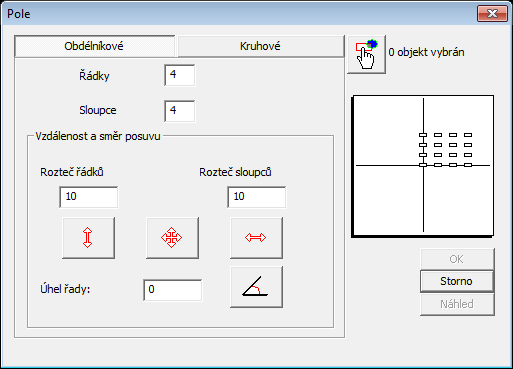 Pole
Obdélníkové Kruhové
0 objekt vybrán
Řádky 4
Sloupce 4
Vzdálenost a směr posuvu
Rozteč řádků Rozteč sloupců
10 10
Úhel řady: 0
OK
Storno
Náhled